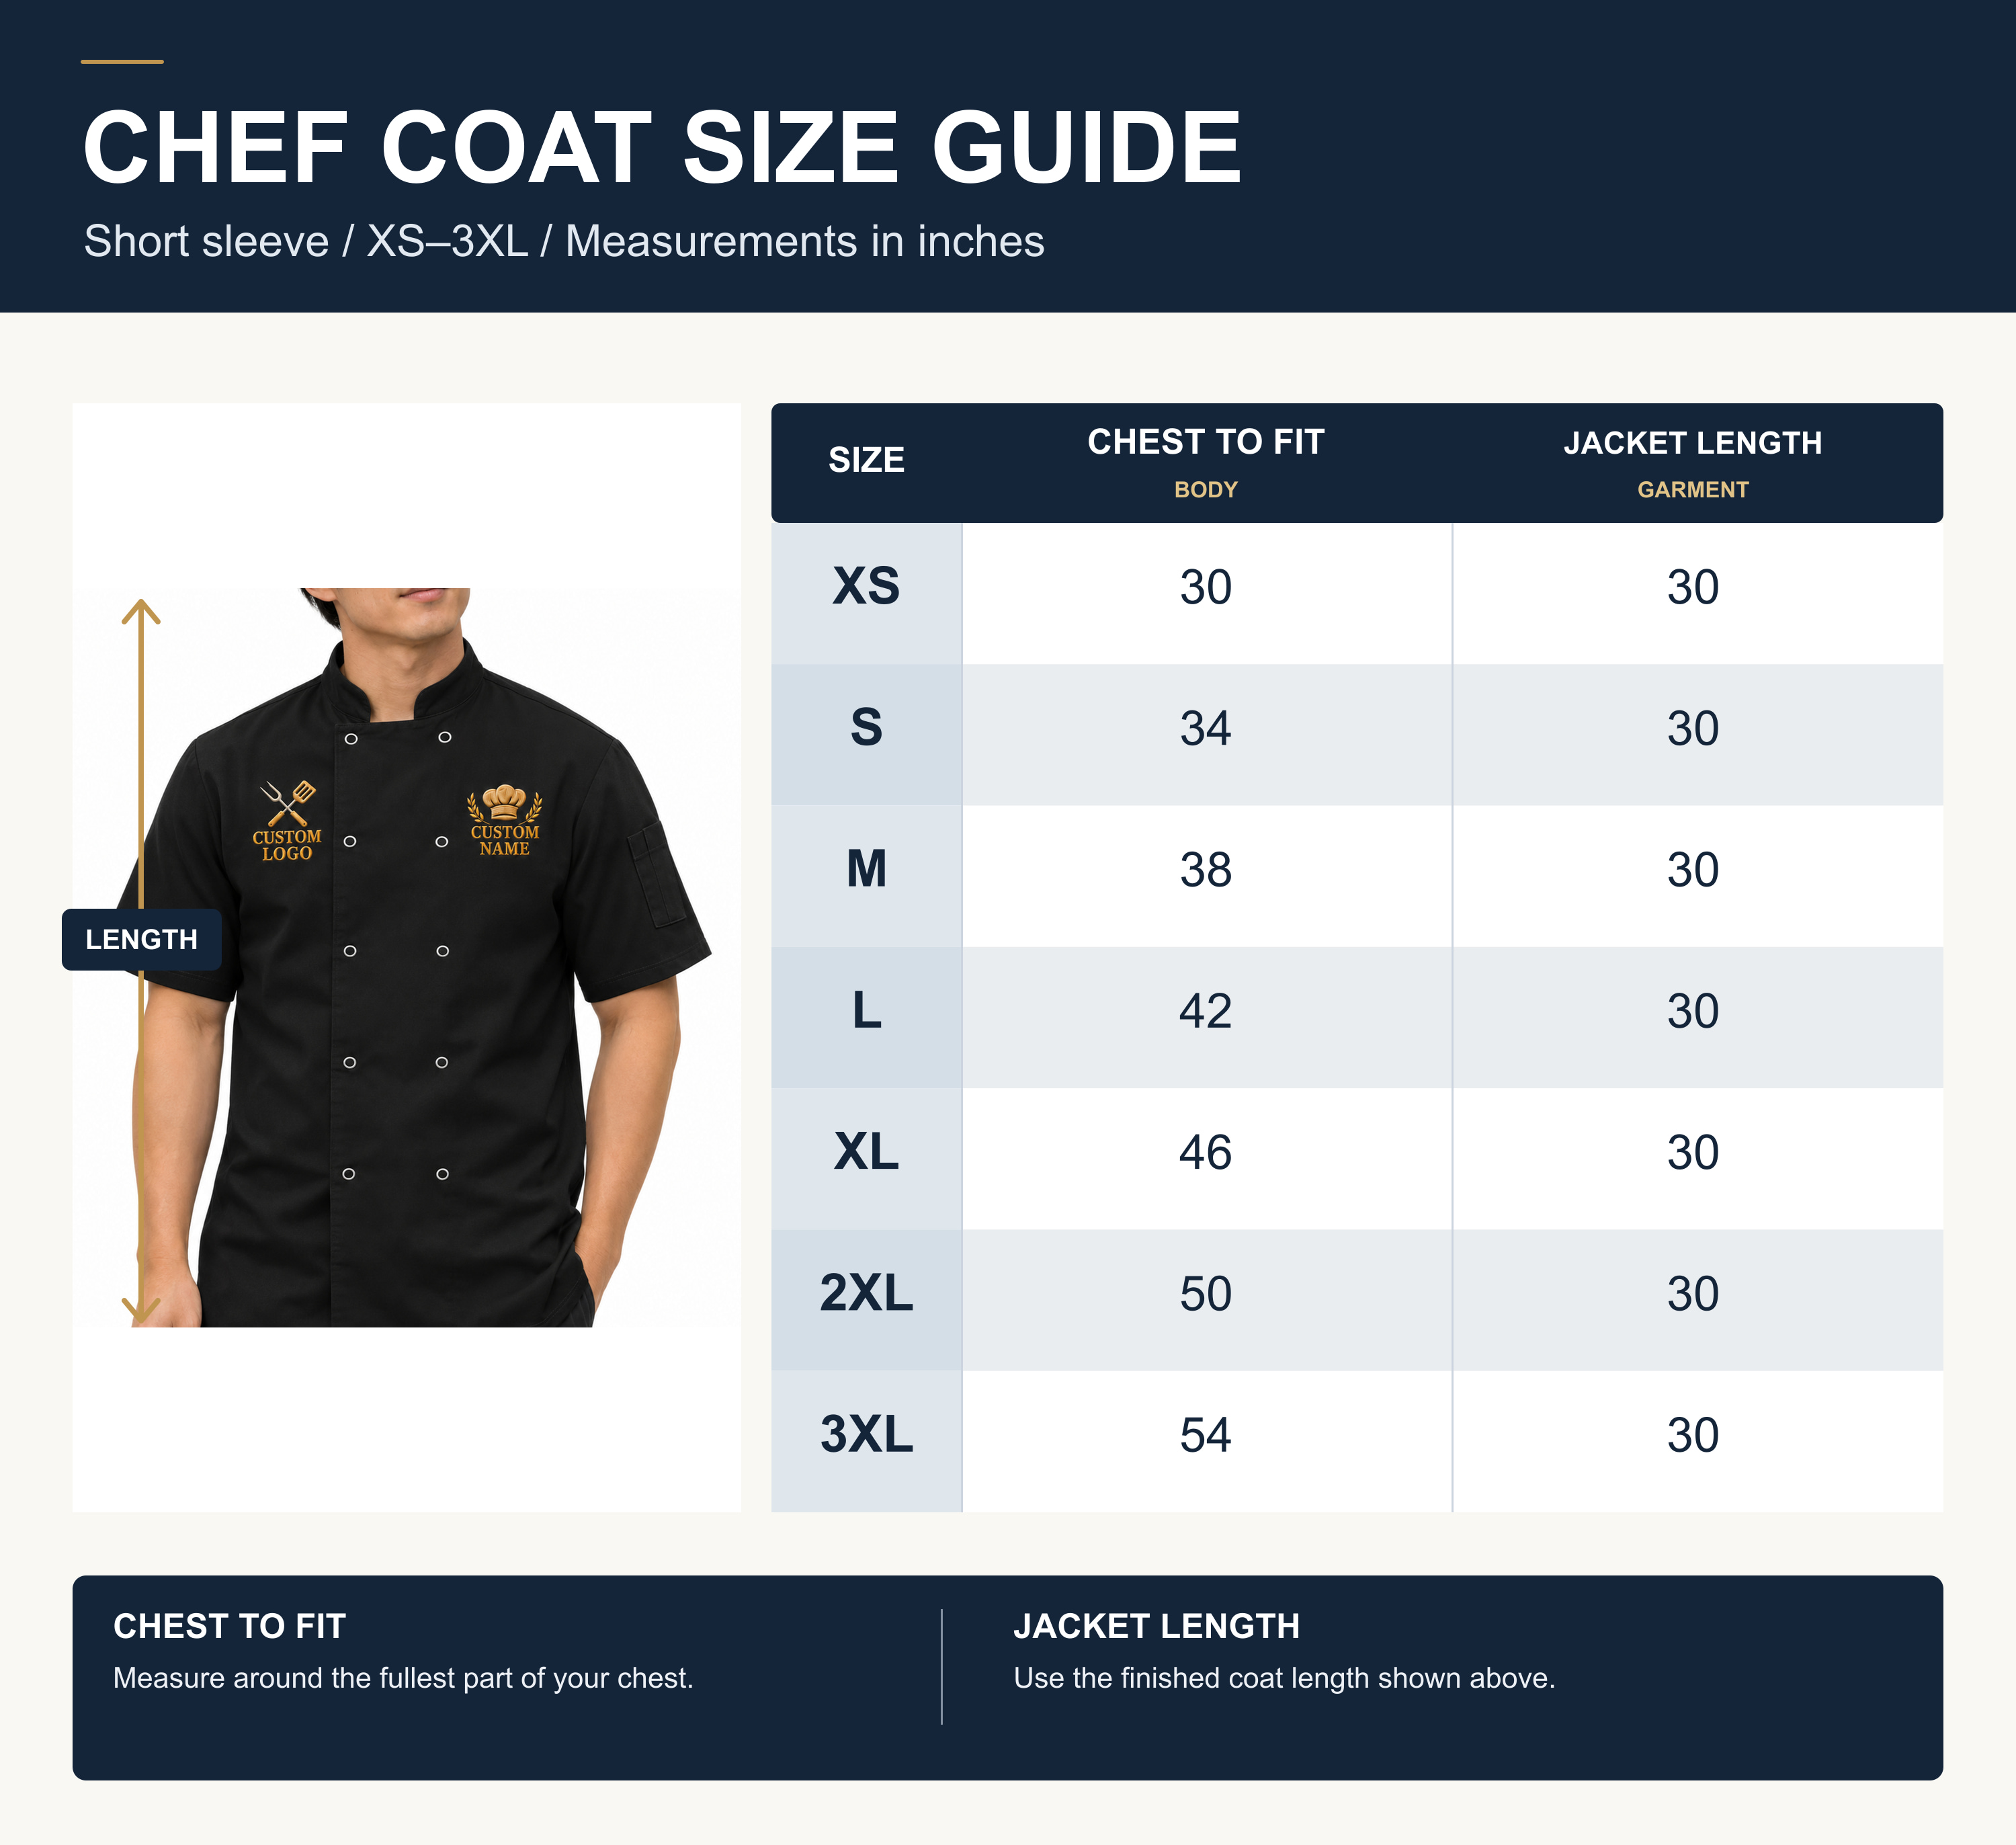 CHEF COAT SIZE GUIDE
Short sleeve / XS–3XL / Measurements in inches
CUSTOM
LOGO
CUSTOM
NAME
LENGTH
SIZE CHEST TO FIT JACKET LENGTH
BODY GARMENT
XS 30 30
S 34 30
M 38 30
L 42 30
XL 46 30
2XL 50 30
3XL 54 30
CHEST TO FIT
Measure around the fullest part of your chest.
JACKET LENGTH
Use the finished coat length shown above.